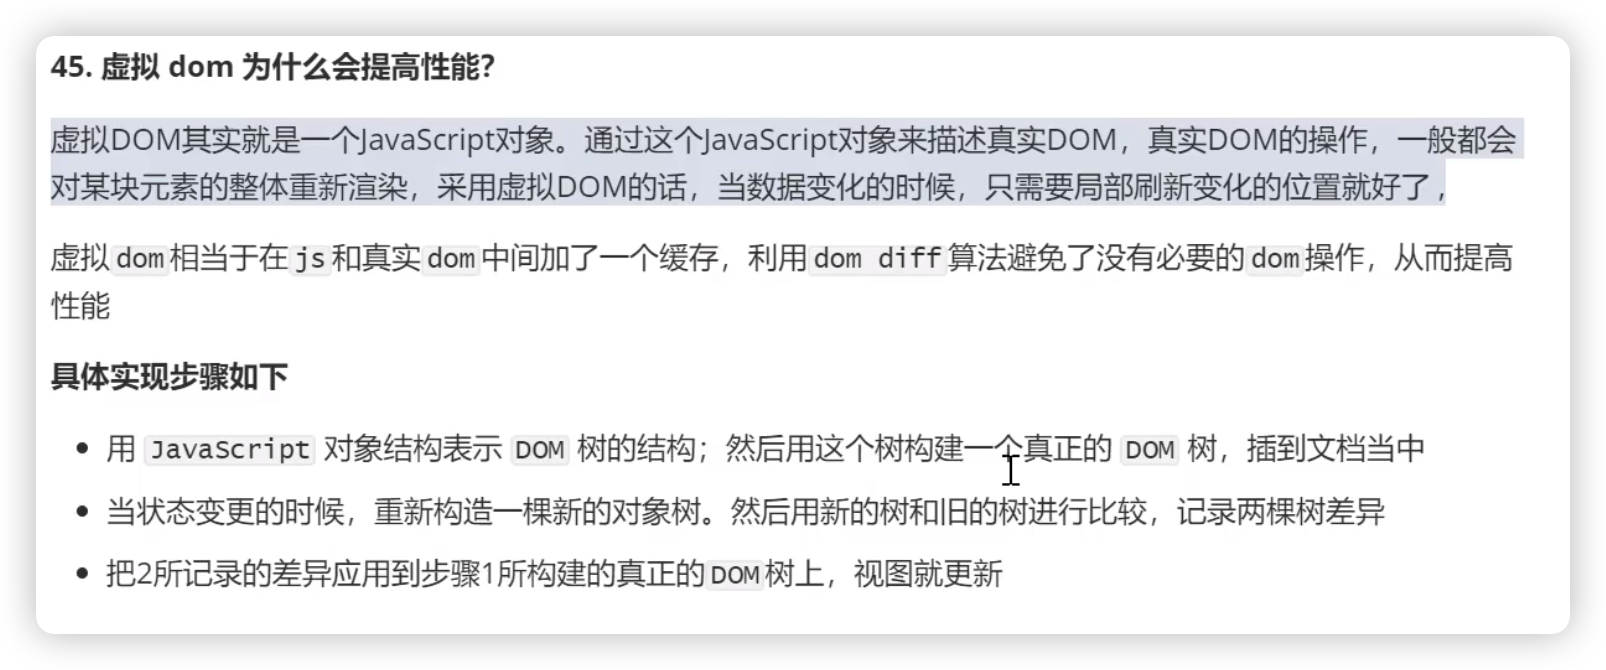 45. 虚拟 dom 为什么会提高性能？
虚拟DOM其实就是一个JavaScript对象。通过这个JavaScript对象来描述真实DOM，真实DOM的操作，一般都会
对某块元素的整体重新渲染，采用虚拟DOM的话，当数据变化的时候，只需要局部刷新变化的位置就好了 ,
虚拟dom相当于在js和真实dom中间加了一个缓存，利用dom diff算法避免了没有必要的dom操作，从而提高
性能
具体实现步骤如下
• 用 JavaScript 对象结构表示 DOM 树的结构；然后用这个树构建一个真正的 DOM 树，插到文档当中
• 当状态变更的时候，重新构造一棵新的对象树。然后用新的树和旧的树进行比较，记录两棵树差异
• 把2所记录的差异应用到步骤1所构建的真正的DOM树上，视图就更新